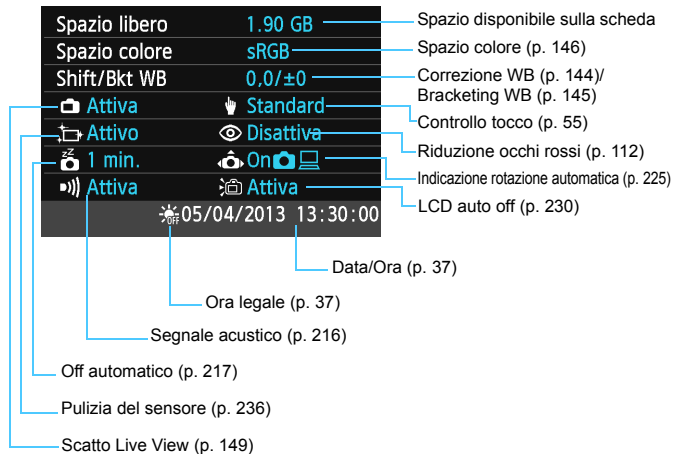 Spazio libero 1.90 GB Spazio disponibile sulla scheda
Spazio colore sRGB Spazio colore (p. 146)
Shift/Bkt WB 0,0/±0 Correzione WB (p. 144)/
Bracketing WB (p. 145)
Attiva Standard Controllo tocco (p. 55)
Attivo Disattiva Riduzione occhi rossi (p. 112)
zz 1 min. On Indicazione rotazione automatica (p. 225)
Attiva Attiva LCD auto off (p. 230)
OFF 05/04/2013 13:30:00
Data/Ora (p. 37)
Ora legale (p. 37)
Segnale acustico (p. 216)
Off automatico (p. 217)
Pulizia del sensore (p. 236)
Scatto Live View (p. 149)